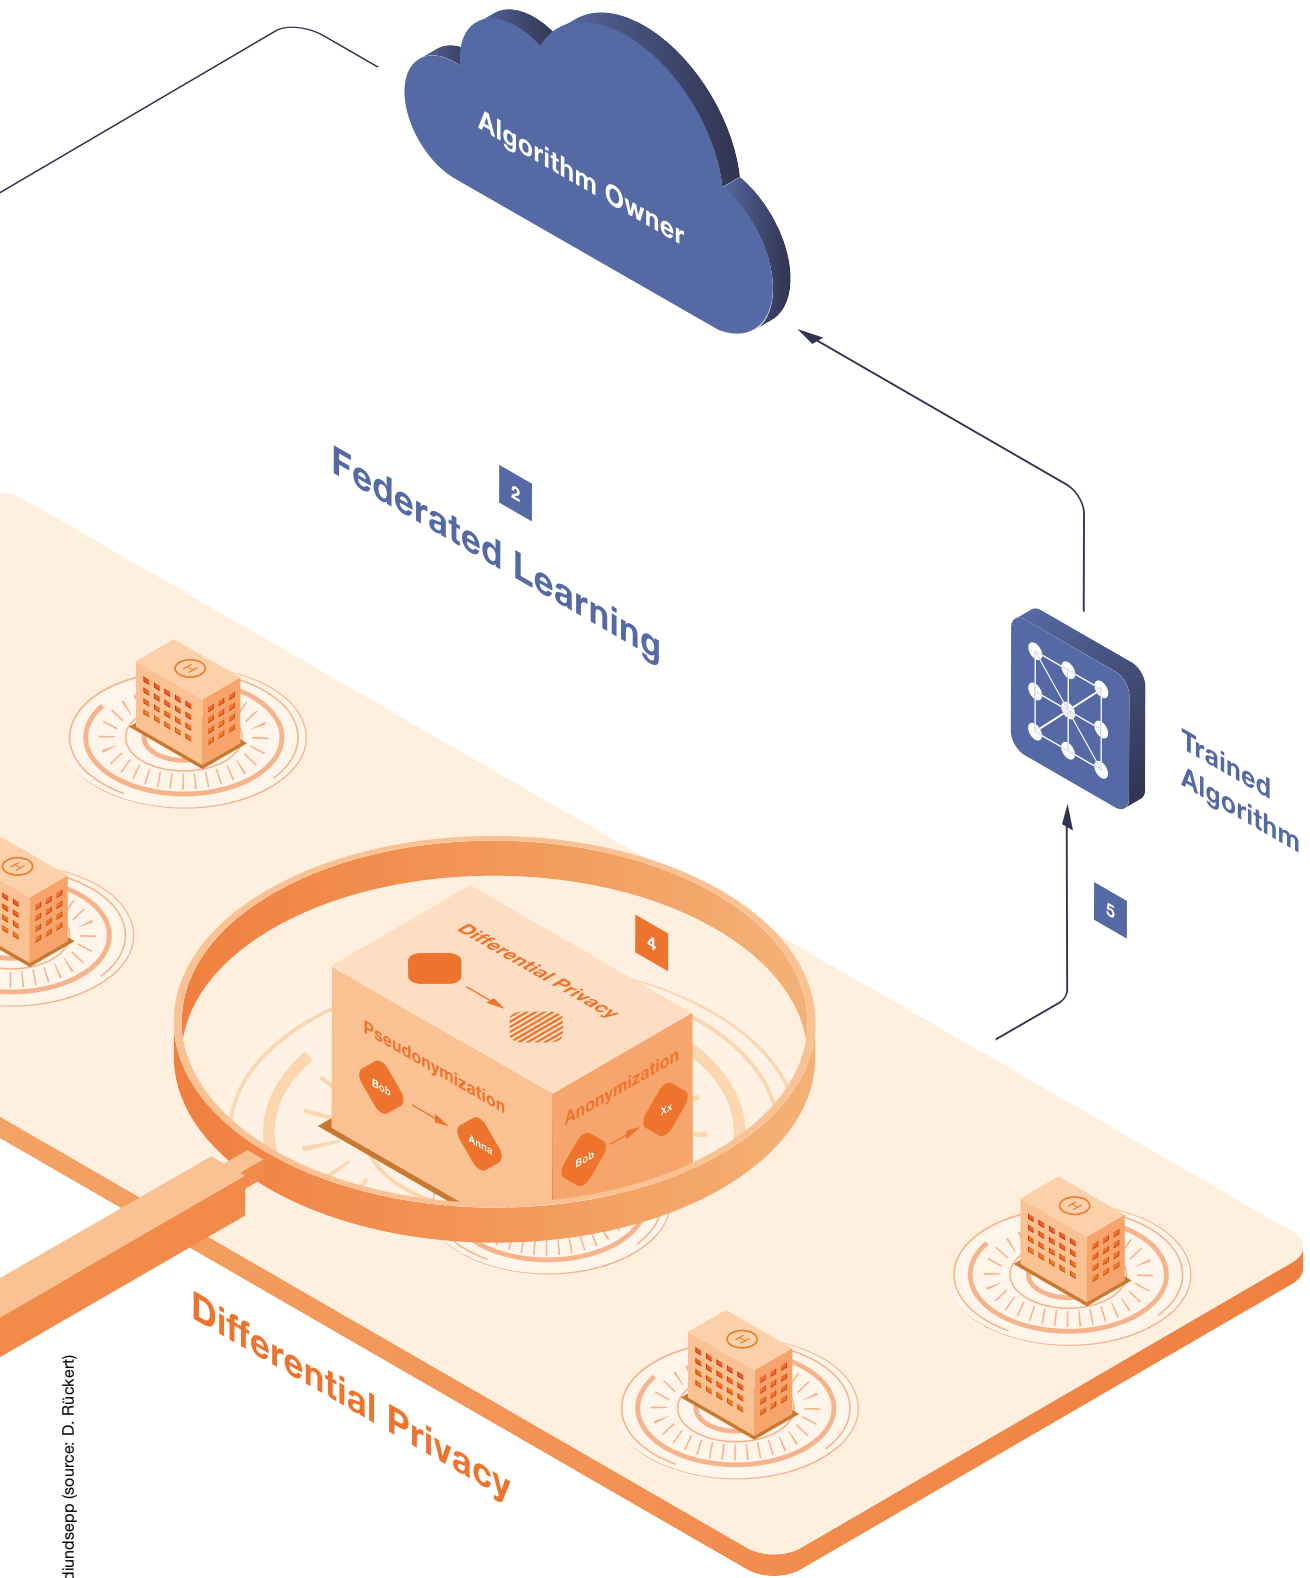 Algorithm Owner
2
Federated Learning
Trained
Algorithm
5
4
Differential Privacy
Pseudonymization
Bob
Anna
Anonymization
Bob
Xx
H
H
H
H
Differential Privacy
diundsepp (source: D. Rückert)